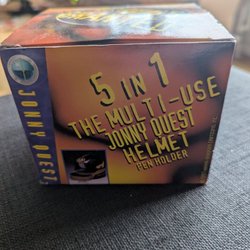 JONNY QUEST
5 IN 1
THE MULTI-USE
JONNY QUEST
HELMET
PEN HOLDER